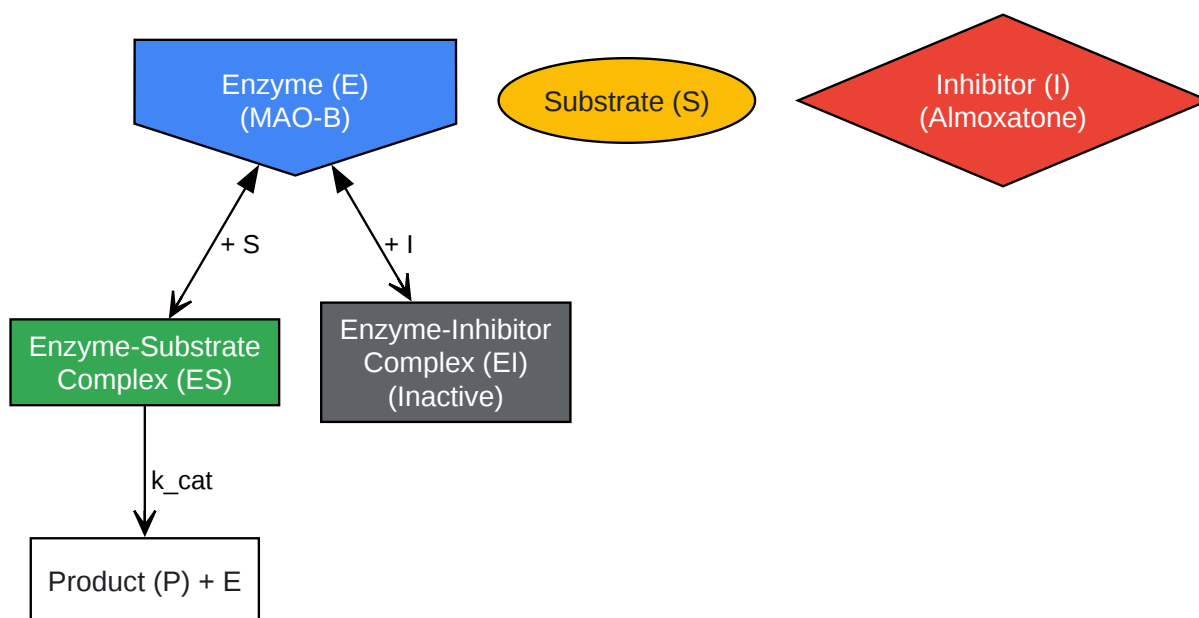 Enzyme (E)
(MAO-B)
Substrate (S)
Inhibitor (I)
(Almoxatone)
+ S
+ I
Enzyme-Substrate
Complex (ES)
Enzyme-Inhibitor
Complex (EI)
(Inactive)
k_cat
Product (P) + E